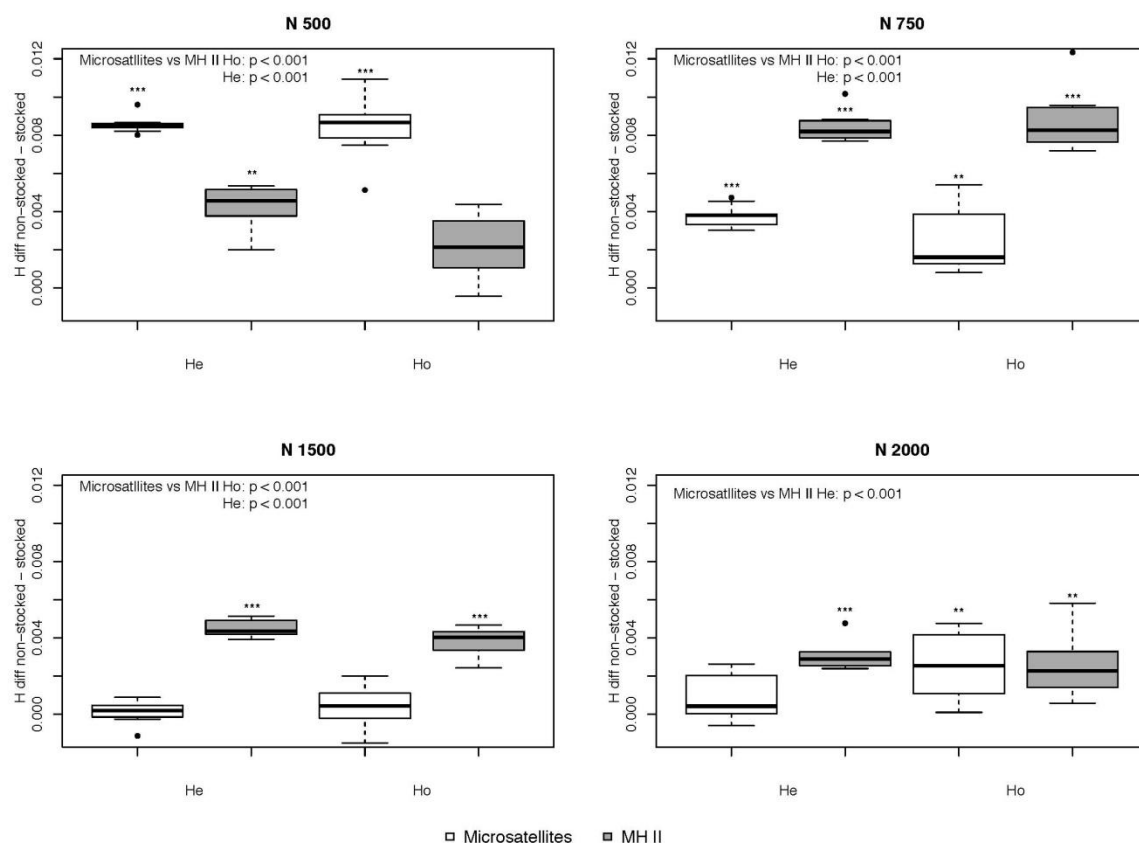 N 500
Microsatllites vs MH II Ho: p < 0.001
He: p < 0.001
***
**
***
H diff non−stocked − stocked
0.000 0.004 0.008 0.012
He Ho
N 750
Microsatllites vs MH II Ho: p < 0.001
He: p < 0.001
***
***
**
***
H diff non−stocked − stocked
0.000 0.004 0.008 0.012
He Ho
N 1500
Microsatllites vs MH II Ho: p < 0.001
He: p < 0.001
***
***
H diff non−stocked − stocked
0.000 0.004 0.008 0.012
He Ho
N 2000
Microsatllites vs MH II He: p < 0.001
***
**
**
H diff non−stocked − stocked
0.000 0.004 0.008 0.012
He Ho
Microsatellites MH II